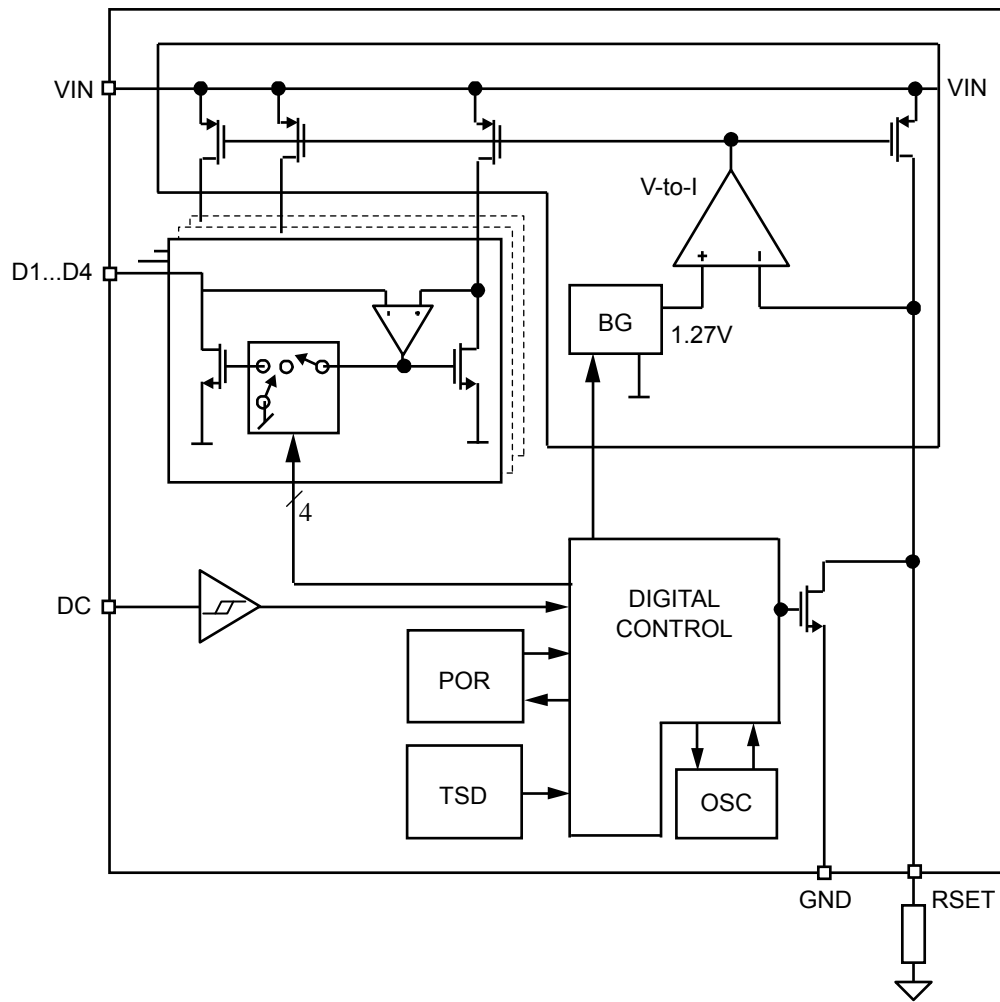 VIN
VIN
V-to-I
+
D1...D4
BG
1.27V
4
DC
DIGITAL
CONTROL
POR
TSD
OSC
GND
RSET